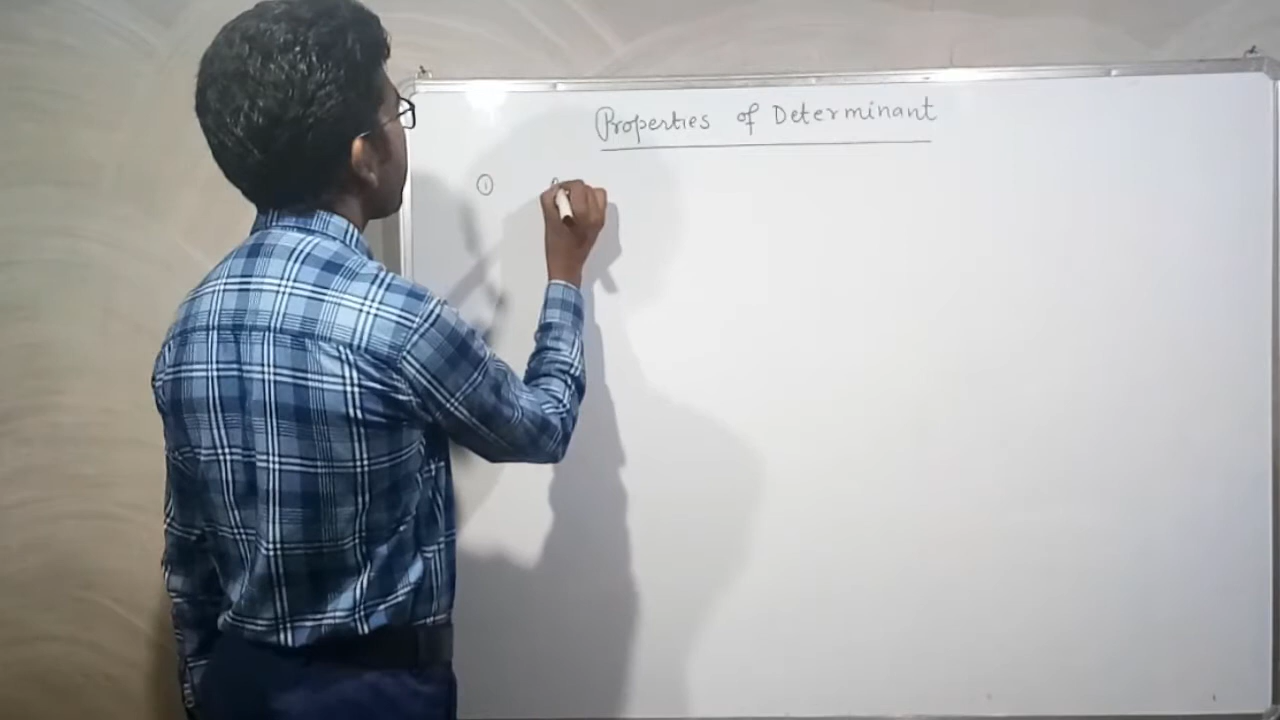 Properties of Determinant
①